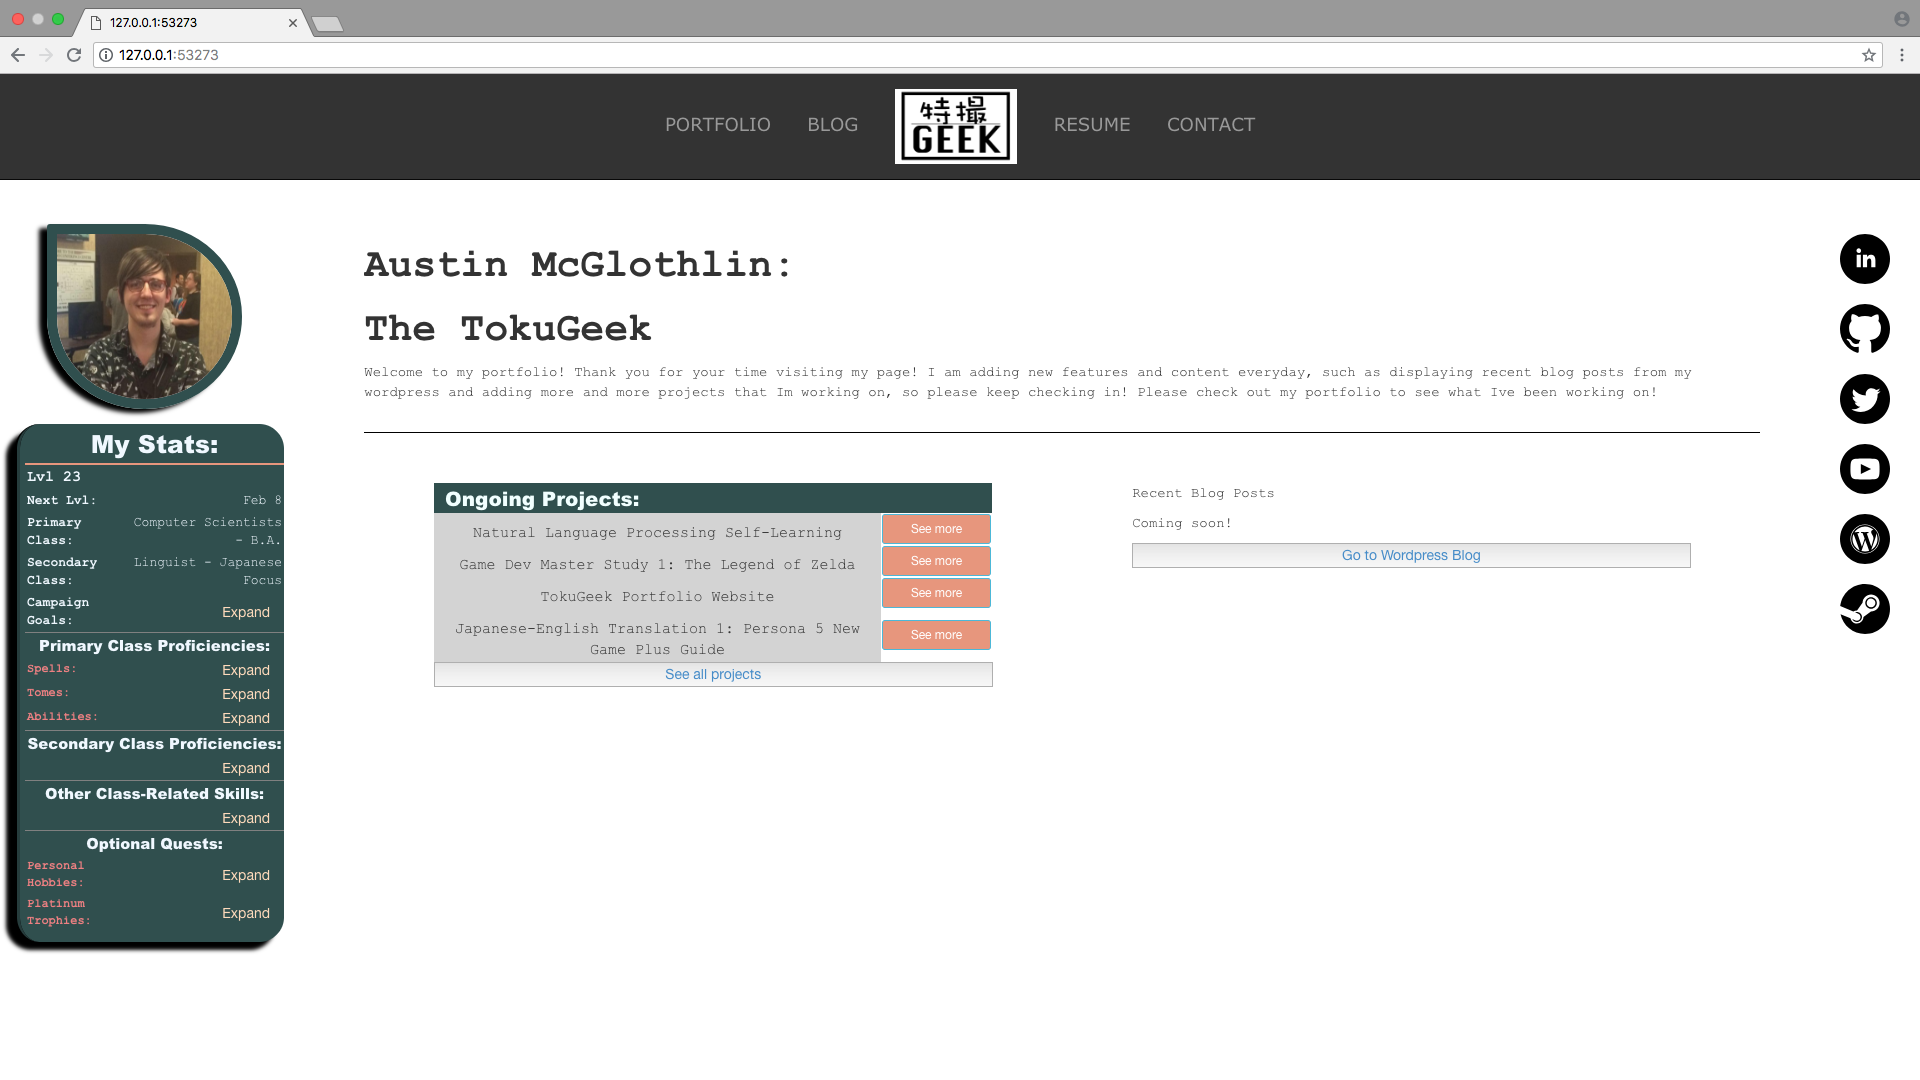 127.0.0.1:53273
127.0.0.1:53273
PORTFOLIO
BLOG
特撮
GEEK
RESUME
CONTACT
Austin McGlothlin:
The TokuGeek
Welcome to my portfolio! Thank you for your time visiting my page! I am adding new features and content everyday, such as displaying recent blog posts from my
wordpress and adding more and more projects that Im working on, so please keep checking in! Please check out my portfolio to see what Ive been working on!
My Stats:
Lvl 23
Next Lvl: Feb 8
Primary Computer Scientists
Class: - B.A.
Secondary Linguist - Japanese
Class: Focus
Campaign
Goals: Expand
Primary Class Proficiencies:
Spells: Expand
Tomes: Expand
Abilities: Expand
Secondary Class Proficiencies:
Expand
Other Class-Related Skills:
Expand
Optional Quests:
Personal
Hobbies: Expand
Platinum
Trophies: Expand
Ongoing Projects:
Natural Language Processing Self-Learning See more
Game Dev Master Study 1: The Legend of Zelda See more
TokuGeek Portfolio Website See more
Japanese-English Translation 1: Persona 5 New
Game Plus Guide See more
See all projects
Recent Blog Posts
Coming soon!
Go to Wordpress Blog
in